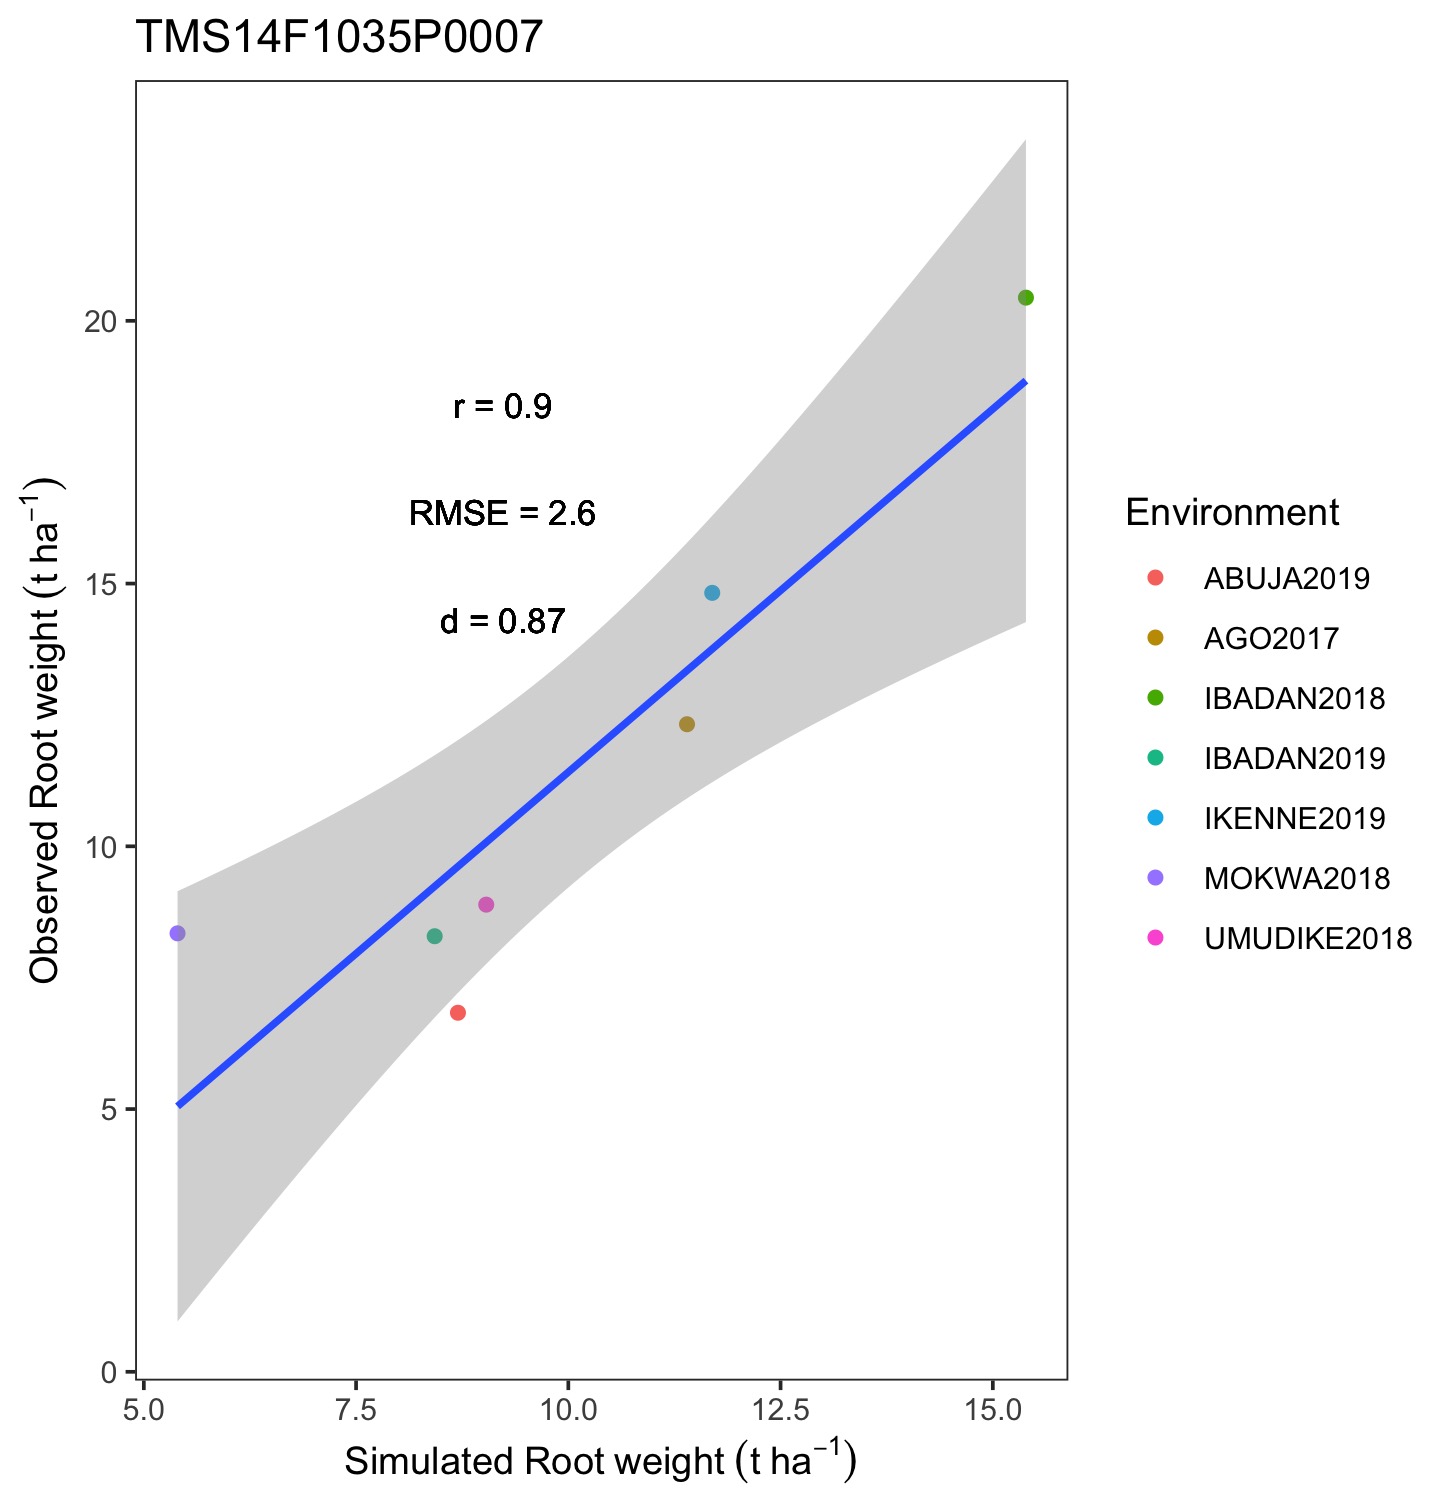 TMS14F1035P0007
r = 0.9
RMSE = 2.6
d = 0.87
Observed Root weight (t ha⁻¹)
20
15
10
5
0
5.0 7.5 10.0 12.5 15.0
Simulated Root weight (t ha⁻¹)
Environment
ABUJA2019
AGO2017
IBADAN2018
IBADAN2019
IKENNE2019
MOKWA2018
UMUDIKE2018